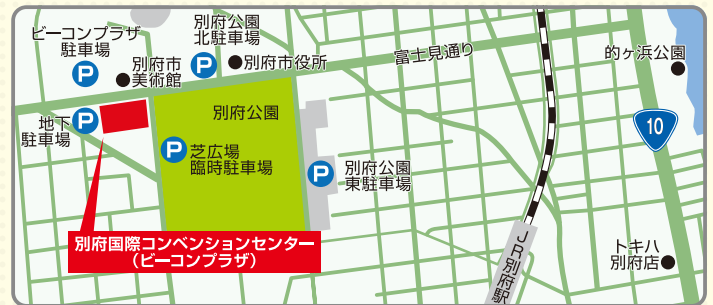 ビーコンプラザ
駐車場
P
別府市
美術館
別府公園
北駐車場
P
別府市役所
富士見通り
的ヶ浜公園
10
地下
駐車場
P
別府公園
P
芝広場
臨時駐車場
P
別府公園
東駐車場
別府国際コンベンションセンター
（ビーコンプラザ）
JR別府駅
トキハ
別府店